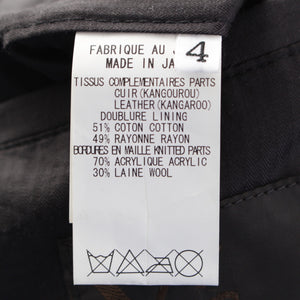 FABRIQUE AU J
4
MADE IN JA
TISSUS COMPLEMENTAIRES PARTS
CUIR(KANGOUROU)
LEATHER(KANGAROO)
DOUBLURE LINING
51% COTON COTTON
49% RAYONNE RAYON
BORDURES EN MAILLE KNITTED PARTS
70% ACRYLIQUE ACRYLIC
30% LAINE WOOL